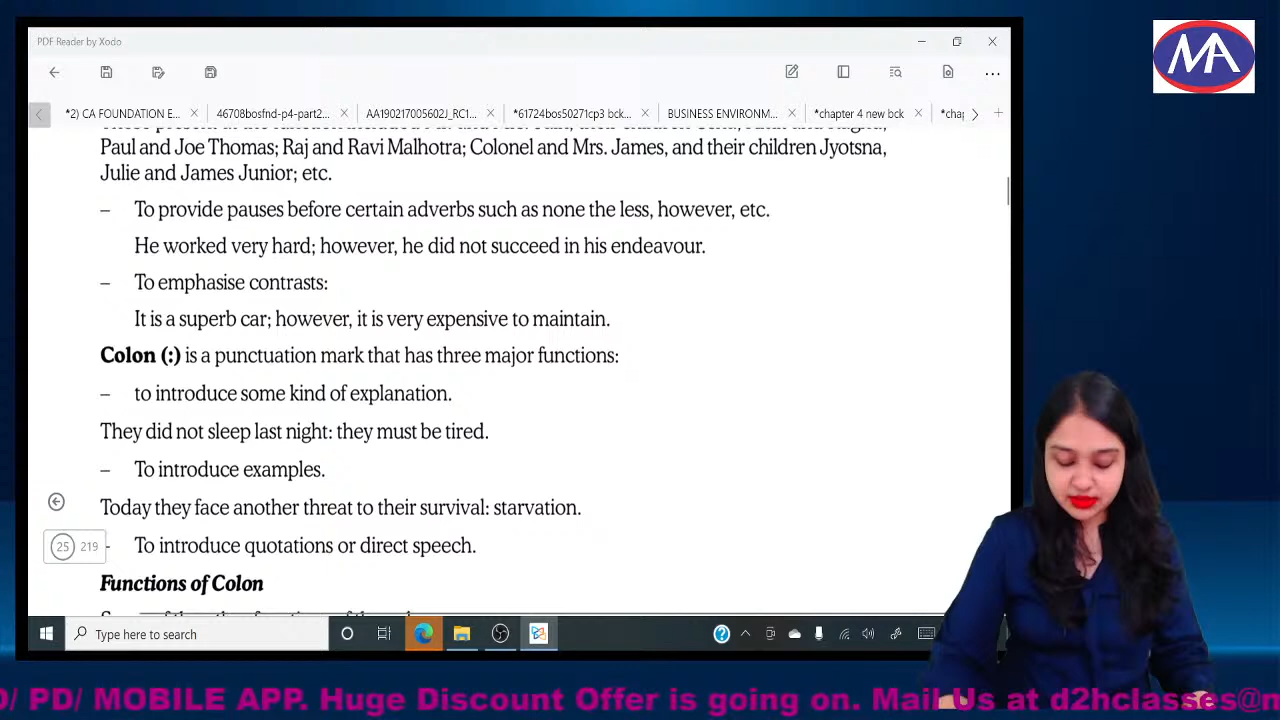 PDF Reader by Xodo
MA
*2) CA FOUNDATION E...
46708bosfnd-p4-part2...
AA190217005602J_RC1...
*61724bos50271cp3 bck...
BUSINESS ENVIRONM...
*chapter 4 new bck
*chap
Paul and Joe Thomas; Raj and Ravi Malhotra; Colonel and Mrs. James, and their children Jyotsna,
Julie and James Junior; etc.
– To provide pauses before certain adverbs such as none the less, however, etc.
He worked very hard; however, he did not succeed in his endeavour.
– To emphasise contrasts:
It is a superb car; however, it is very expensive to maintain.
Colon (:) is a punctuation mark that has three major functions:
– to introduce some kind of explanation.
They did not sleep last night: they must be tired.
– To introduce examples.
Today they face another threat to their survival: starvation.
25 219
- To introduce quotations or direct speech.
Functions of Colon
Type here to search
D/ PD/ MOBILE APP. Huge Discount Offer is going on. Mail Us at d2hclasses@